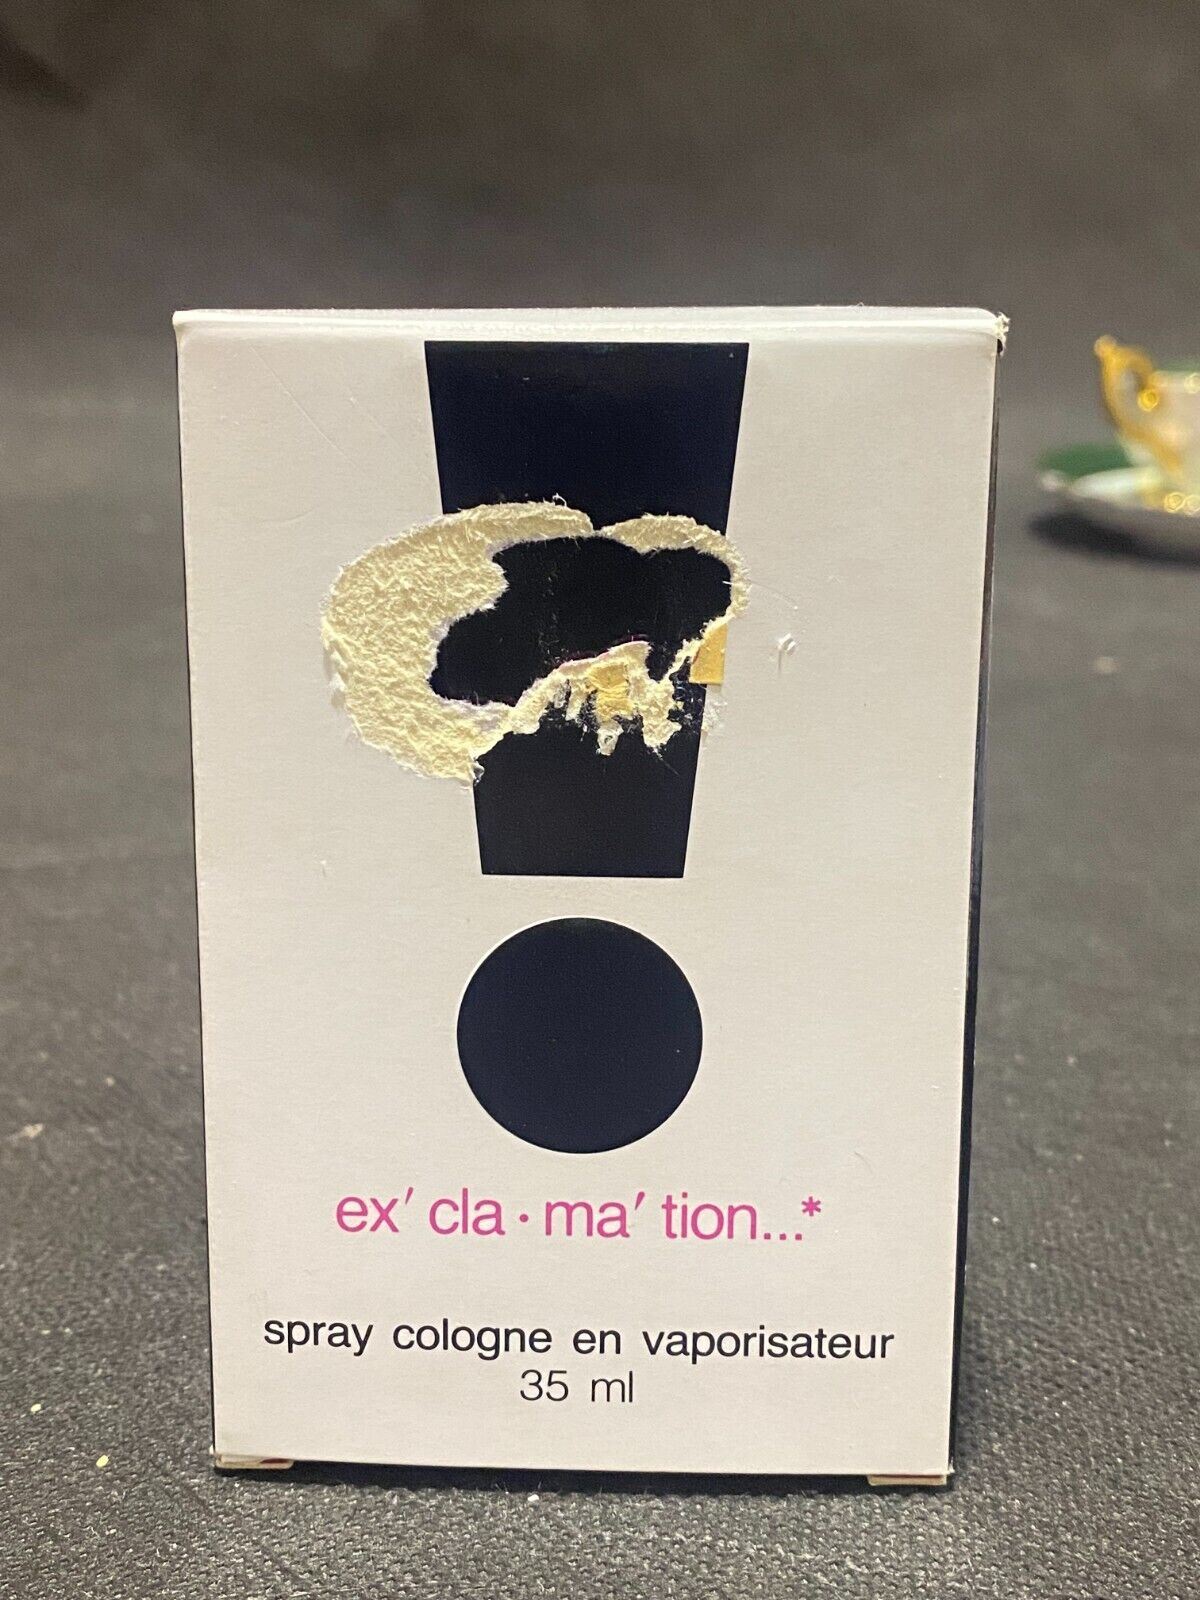 ex′ cla · ma′ tion...*
spray cologne en vaporisateur
35 ml